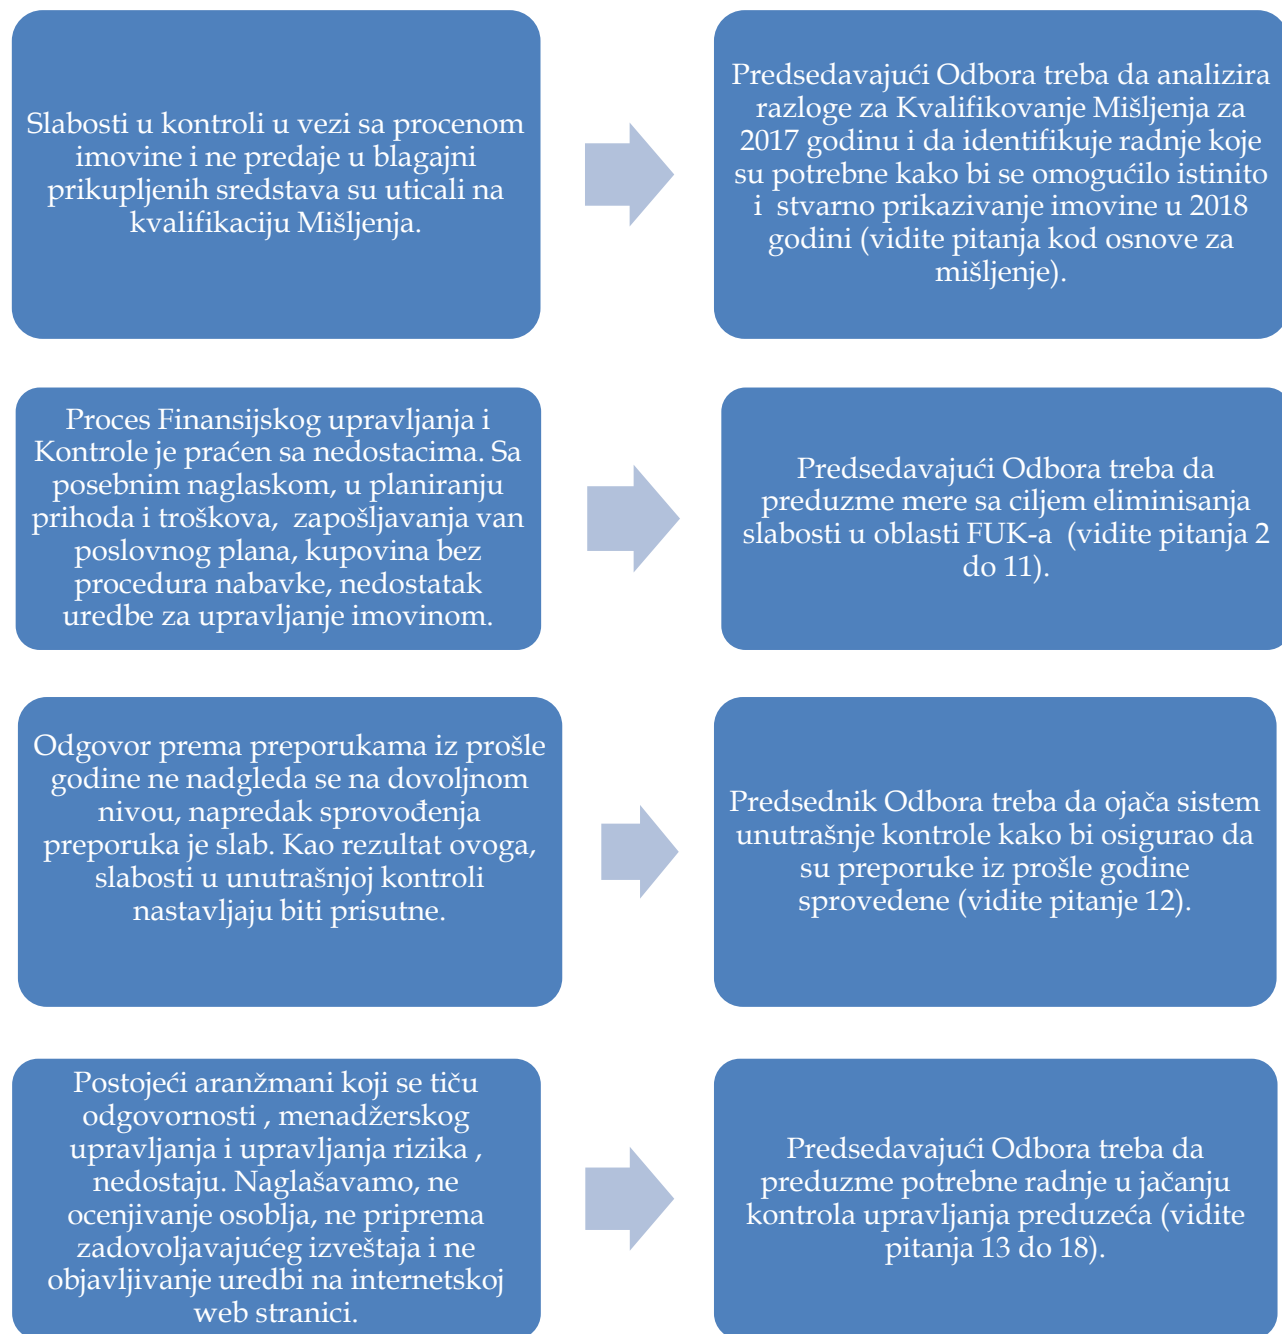 Slabosti u kontroli u vezi sa procenom
imovine i ne predaje u blagajni
prikupljenih sredstava su uticali na
kvalifikaciju Mišljenja.
Predsedavajući Odbora treba da analizira
razloge za Kvalifikovanje Mišljenja za
2017 godinu i da identifikuje radnje koje
su potrebne kako bi se omogućilo istinito
i stvarno prikazivanje imovine u 2018
godini (vidite pitanja kod osnove za
mišljenje).
Proces Finansijskog upravljanja i
Kontrole je praćen sa nedostacima. Sa
posebnim naglaskom, u planiranju
prihoda i troškova, zapošljavanja van
poslovnog plana, kupovina bez
procedura nabavke, nedostatak
uredbe za upravljanje imovinom.
Predsedavajući Odbora treba da
preduzme mere sa ciljem eliminisanja
slabosti u oblasti FUK-a (vidite pitanja 2
do 11).
Odgovor prema preporukama iz prošle
godine ne nadgleda se na dovoljnom
nivou, napredak sprovođenja
preporuka je slab. Kao rezultat ovoga,
slabosti u unutrašnjoj kontroli
nastavljaju biti prisutne.
Predsednik Odbora treba da ojača sistem
unutrašnje kontrole kako bi osigurao da
su preporuke iz prošle godine
sprovedene (vidite pitanje 12).
Postojeći aranžmani koji se tiču
odgovornosti , menadžerskog
upravljanja i upravljanja rizika ,
nedostaju. Naglašavamo, ne
ocenjivanje osoblja, ne priprema
zadovoljavajućeg izveštaja i ne
objavljivanje uredbi na internetskoj
web stranici.
Predsedavajući Odbora treba da
preduzme potrebne radnje u jačanju
kontrola upravljanja preduzeća (vidite
pitanja 13 do 18).